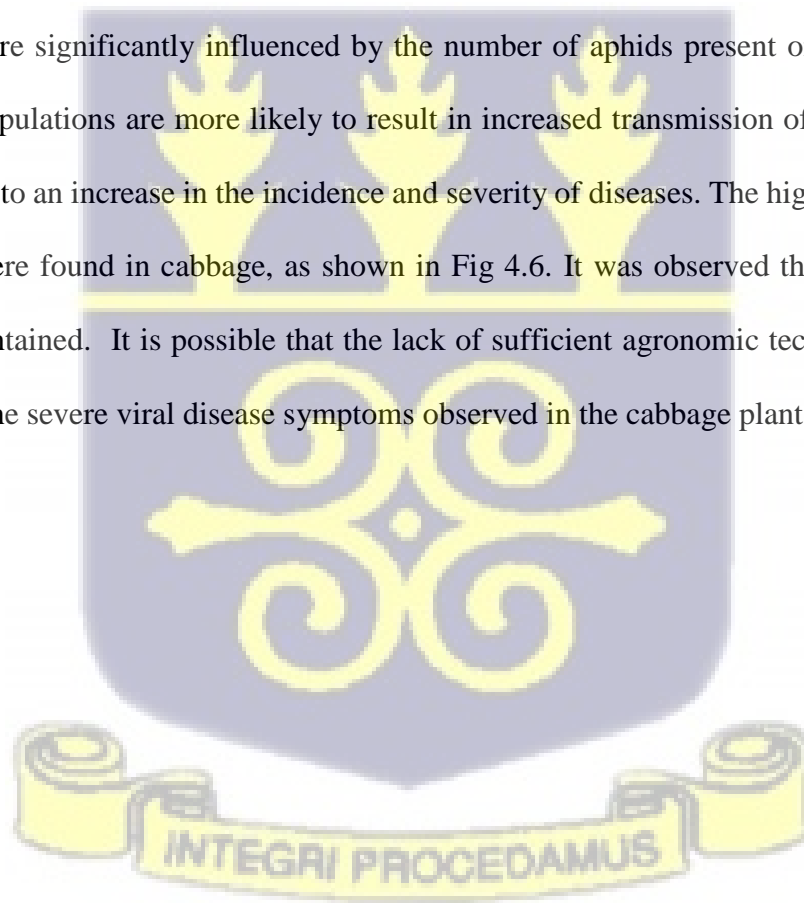 re significantly influenced by the number of aphids present o
pulations are more likely to result in increased transmission of
to an increase in the incidence and severity of diseases. The hig
ere found in cabbage, as shown in Fig 4.6. It was observed th
ntained. It is possible that the lack of sufficient agronomic tec
ne severe viral disease symptoms observed in the cabbage plant
INTEGRI PROCEDAMUS